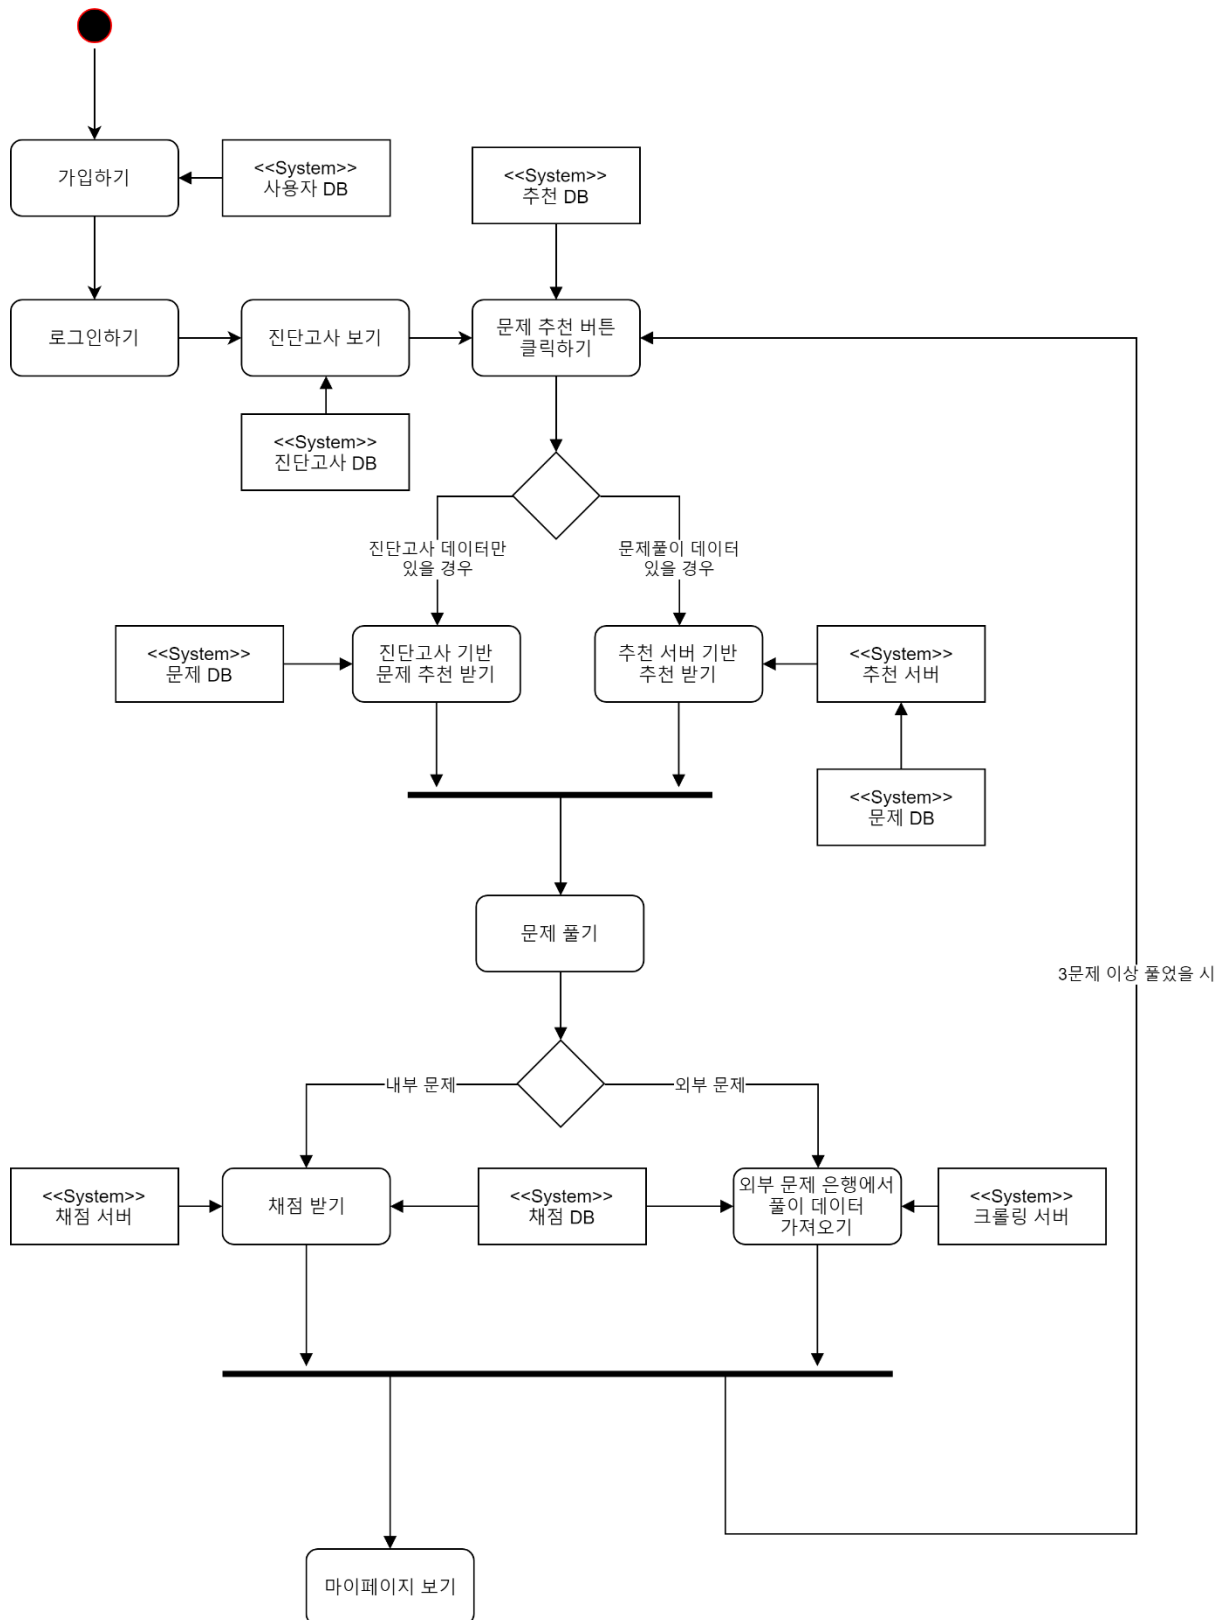 가입하기
<<System>>
사용자 DB
<<System>>
추천 DB
로그인하기
진단고사 보기
문제 추천 버튼
클릭하기
<<System>>
진단고사 DB
진단고사 데이터만
있을 경우
문제풀이 데이터
있을 경우
<<System>>
문제 DB
진단고사 기반
문제 추천 받기
추천 서버 기반
추천 받기
<<System>>
추천 서버
<<System>>
문제 DB
문제 풀기
3문제 이상 풀었을 시
내부 문제
외부 문제
<<System>>
채점 서버
채점 받기
<<System>>
채점 DB
외부 문제 은행에서
풀이 데이터
가져오기
<<System>>
크롤링 서버
마이페이지 보기